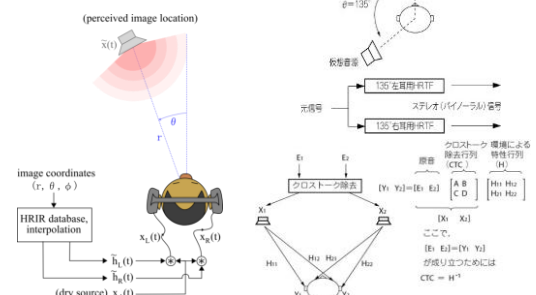 (perceived image location)
x̃(t)
θ
r
image coordinates
(r, θ, ϕ)
HRIR database,
interpolation
x_L(t)
x_R(t)
h̃_L(t)
h̃_R(t)
(dry source) x(t)
θ=135°
仮想音源
135°左耳用HRTF
元信号
ステレオ(バイノーラル)信号
135°右耳用HRTF
E₁ E₂
クロストーク除去
X₁ X₂
H₁₁ H₁₂ H₂₁ H₂₂
原音
クロストーク
除去行列
(CTC)
環境による
特性行列
(H)
[Y₁ Y₂]=[E₁ E₂] [A B C D] [H₁₁ H₁₂ H₂₁ H₂₂]
[X₁ X₂]
ここで、
[E₁ E₂]=[Y₁ Y₂]
が成り立つためには
CTC = H⁻¹